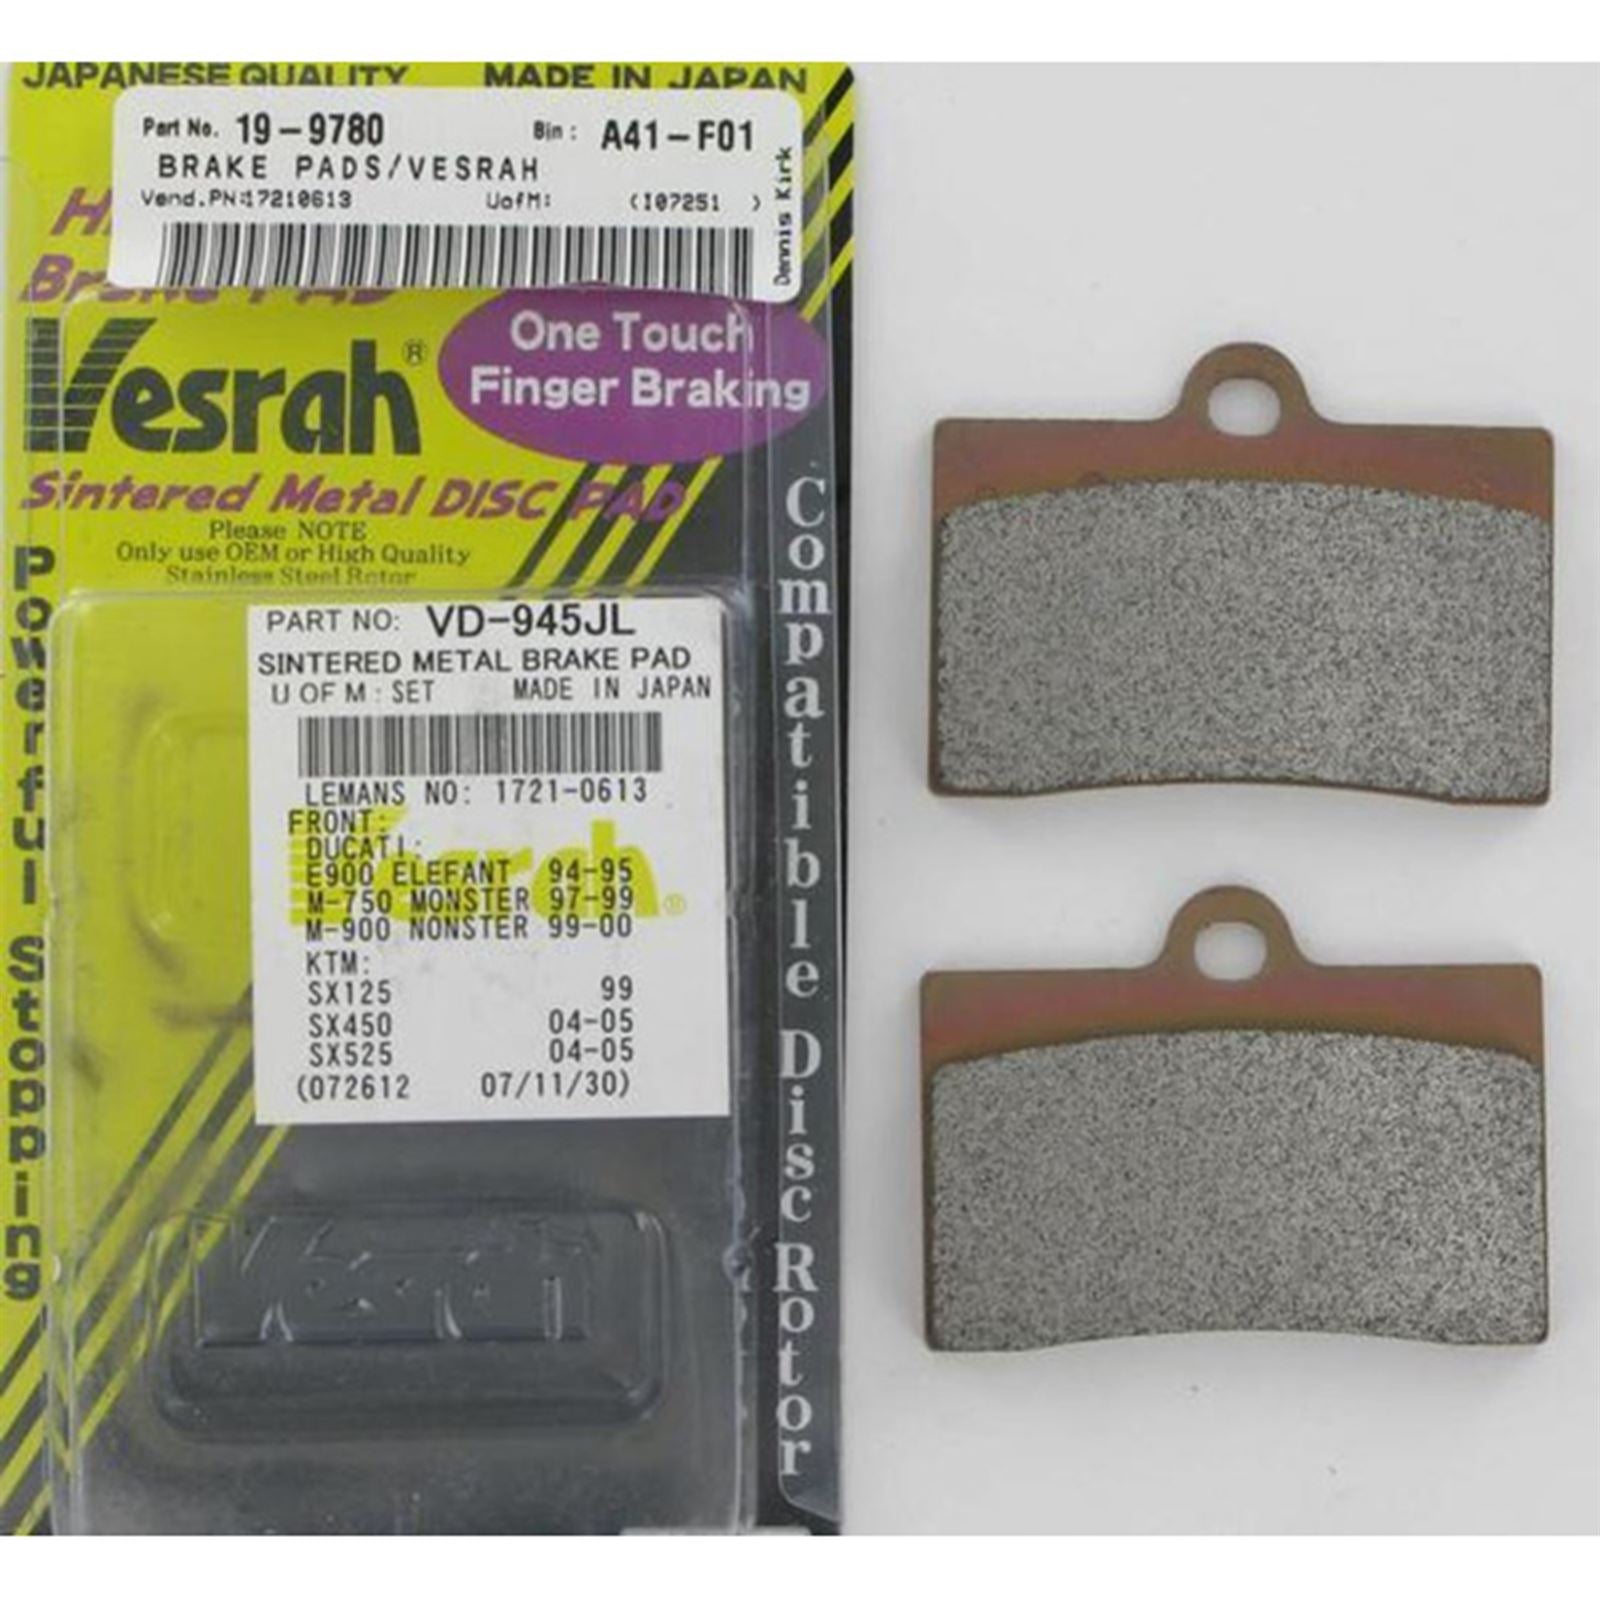 JAPANESE QUALITY MADE IN JAPAN
Part No. 19-9780 Bin: A41-F01
BRAKE PADS/VESRAH
Vend.PN:17210613 UofM: (I07251 )
Dennis Kirk
Vesrah®
One Touch
Finger Braking
Sintered Metal DISC PAD
Please NOTE
Only use OEM or High Quality
Stainless Steel Rotor
Powerful Stopping
PART NO: VD-945JL
SINTERED METAL BRAKE PAD
U OF M: SET MADE IN JAPAN
LEMANS NO: 1721-0613
FRONT:
DUCATI:
E900 ELEFANT 94-95
M-750 MONSTER 97-99
M-900 NONSTER 99-00
KTM:
SX125 99
SX450 04-05
SX525 04-05
(072612 07/11/30)
Compatible Disc Rotor